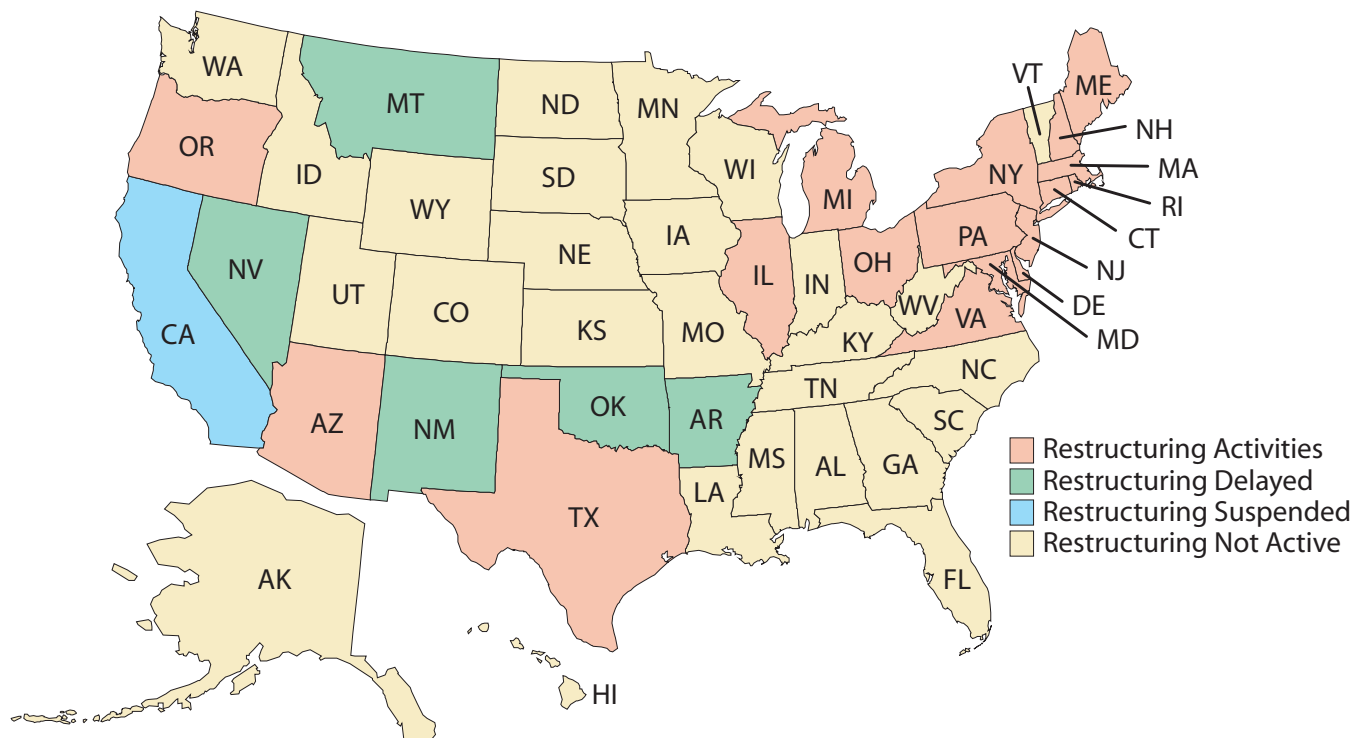 WA
MT
ND
MN
VT
ME
OR
ID
SD
WI
NY
NH
MA
WY
MI
RI
IA
CT
NE
PA
NV
UT
CO
IL
IN
OH
NJ
DE
CA
KS
MO
WV
VA
MD
KY
NC
TN
AZ
NM
OK
AR
SC
MS
AL
GA
LA
TX
Restructuring Activities
Restructuring Delayed
Restructuring Suspended
Restructuring Not Active
AK
FL
HI